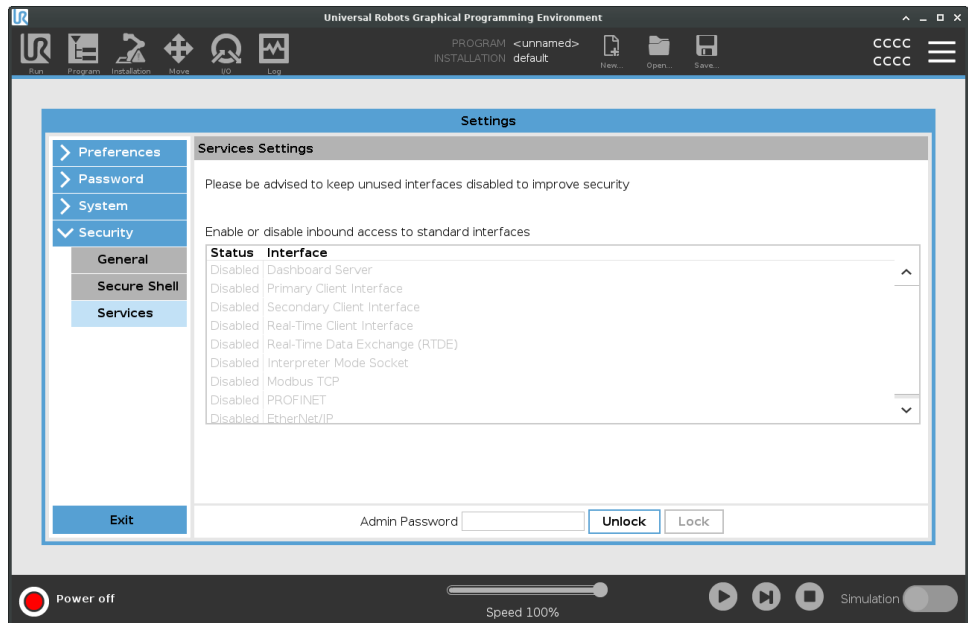 Universal Robots Graphical Programming Environment
Run
Program
Installation
Move
I/O
Log
PROGRAM <unnamed>
INSTALLATION default
New...
Open...
Save...
CCCC
CCCC
Settings
Preferences
Password
System
Security
General
Secure Shell
Services
Exit
Services Settings
Please be advised to keep unused interfaces disabled to improve security
Enable or disable inbound access to standard interfaces
Status Interface
Disabled Dashboard Server
Disabled Primary Client Interface
Disabled Secondary Client Interface
Disabled Real-Time Client Interface
Disabled Real-Time Data Exchange (RTDE)
Disabled Interpreter Mode Socket
Disabled Modbus TCP
Disabled PROFINET
Disabled EtherNet/IP
Admin Password Unlock Lock
Power off
Speed 100%
Simulation